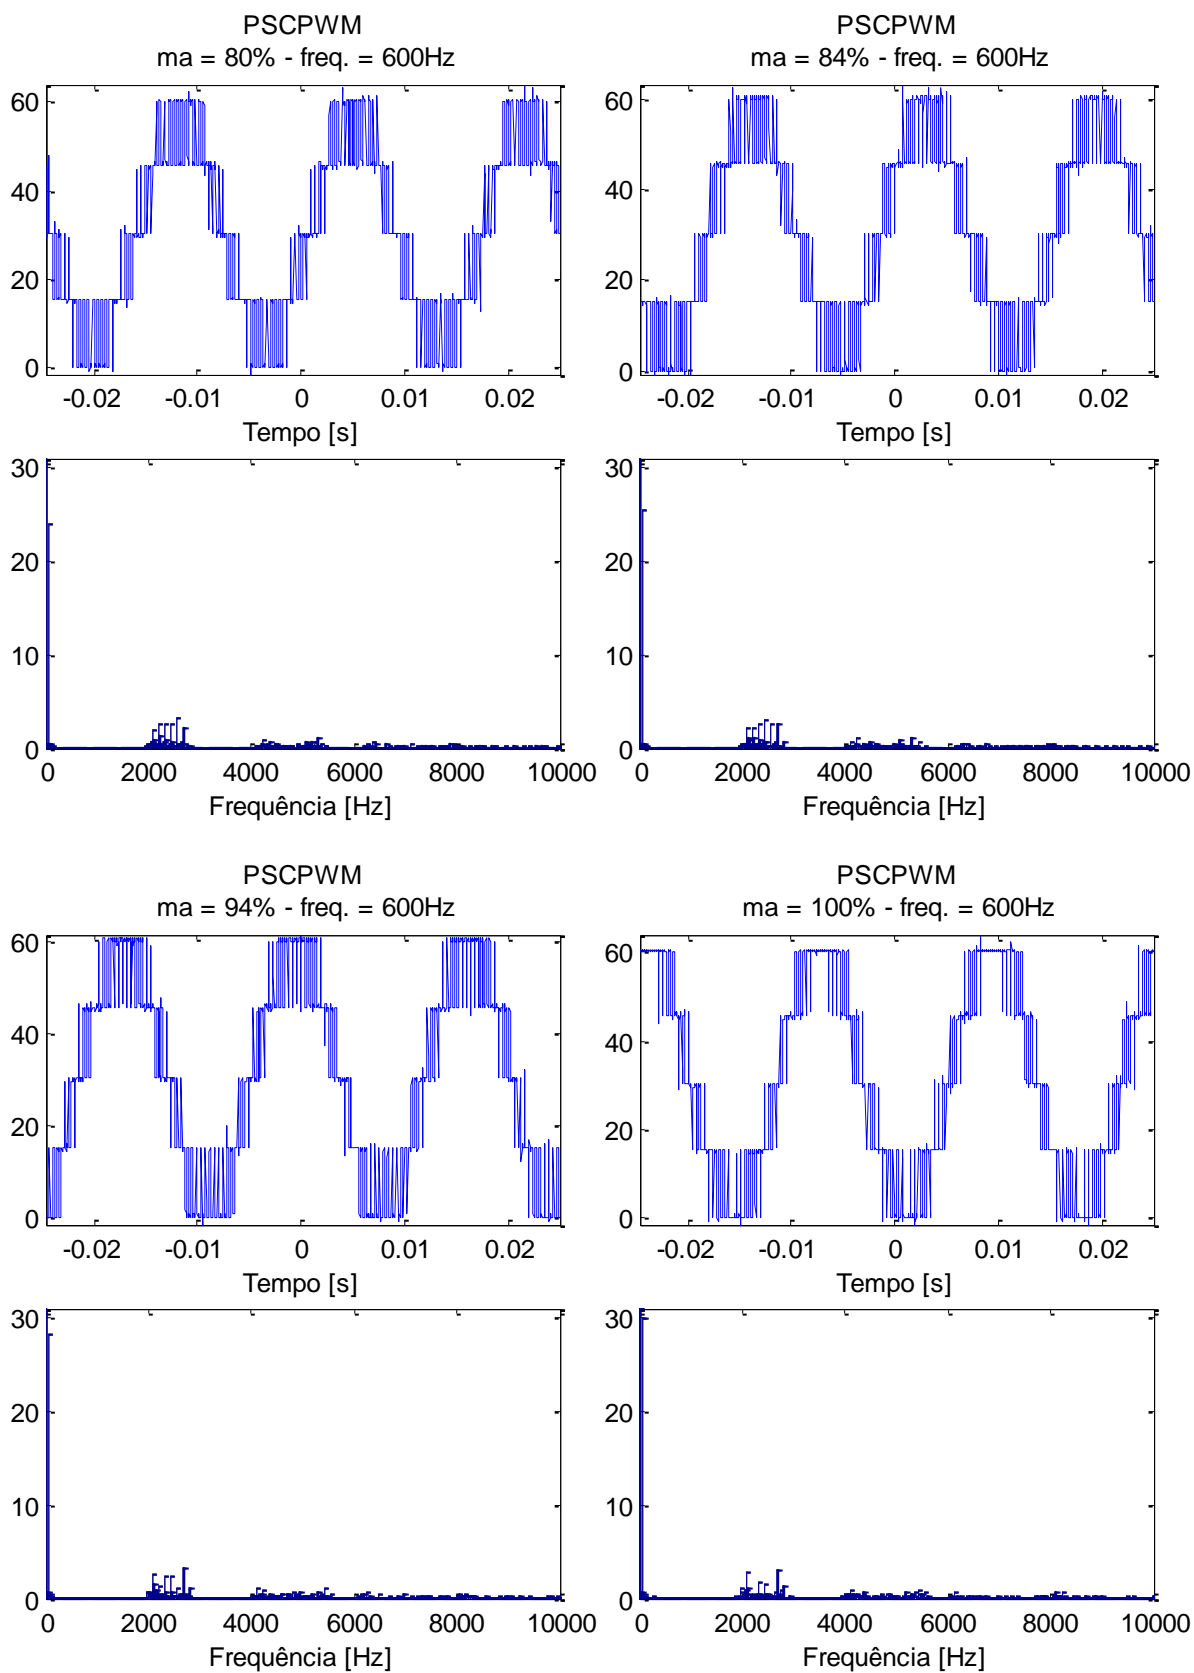 PSCPWM
ma = 80% - freq. = 600Hz
60
40
20
0
-0.02 -0.01 0 0.01 0.02
Tempo [s]
30
20
10
0
0 2000 4000 6000 8000 10000
Frequência [Hz]
PSCPWM
ma = 84% - freq. = 600Hz
60
40
20
0
-0.02 -0.01 0 0.01 0.02
Tempo [s]
30
20
10
0
0 2000 4000 6000 8000 10000
Frequência [Hz]
PSCPWM
ma = 94% - freq. = 600Hz
60
40
20
0
-0.02 -0.01 0 0.01 0.02
Tempo [s]
30
20
10
0
0 2000 4000 6000 8000 10000
Frequência [Hz]
PSCPWM
ma = 100% - freq. = 600Hz
60
40
20
0
-0.02 -0.01 0 0.01 0.02
Tempo [s]
30
20
10
0
0 2000 4000 6000 8000 10000
Frequência [Hz]